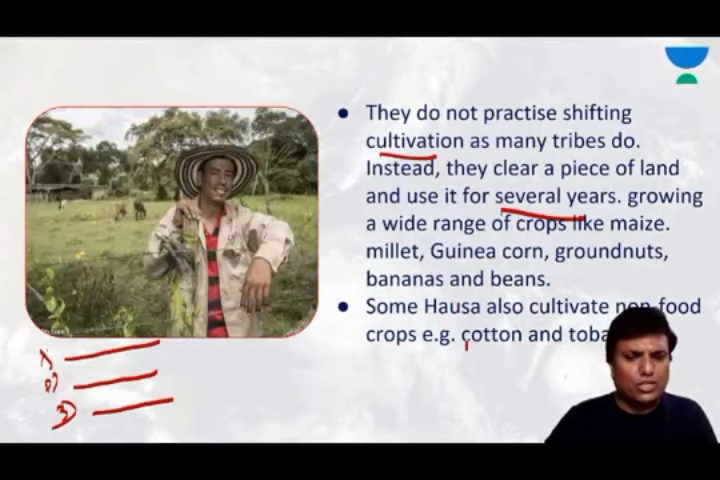 ● They do not practise shifting
cultivation as many tribes do.
Instead, they clear a piece of land
and use it for several years. growing
a wide range of crops like maize.
millet, Guinea corn, groundnuts,
bananas and beans.
● Some Hausa also cultivate non-food
crops e.g. cotton and